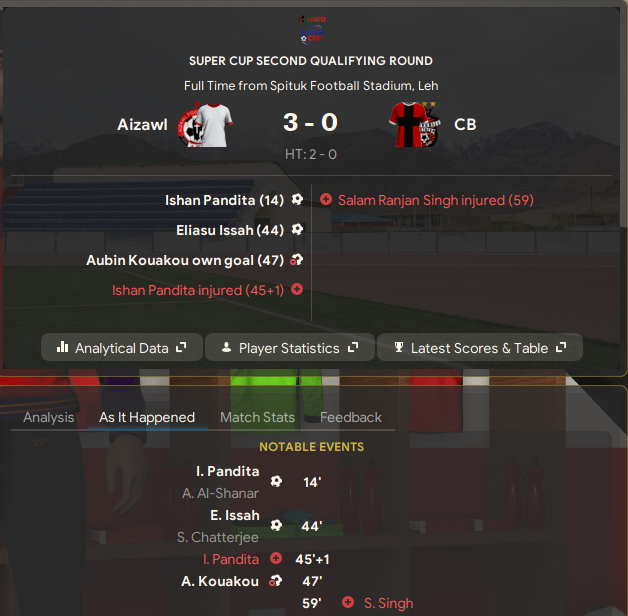 SUPER CUP SECOND QUALIFYING ROUND
Full Time from Spituk Football Stadium, Leh
Aizawl 3 - 0 CB
HT: 2 - 0
Ishan Pandita (14) Salam Ranjan Singh injured (59)
Eliasu Issah (44)
Aubin Kouakou own goal (47)
Ishan Pandita injured (45+1)
Analytical Data Player Statistics Latest Scores & Table
Analysis As It Happened Match Stats Feedback
NOTABLE EVENTS
I. Pandita 14'
A. Al-Shanar
E. Issah 44'
S. Chatterjee
I. Pandita 45'+1
A. Kouakou 47'
59' S. Singh